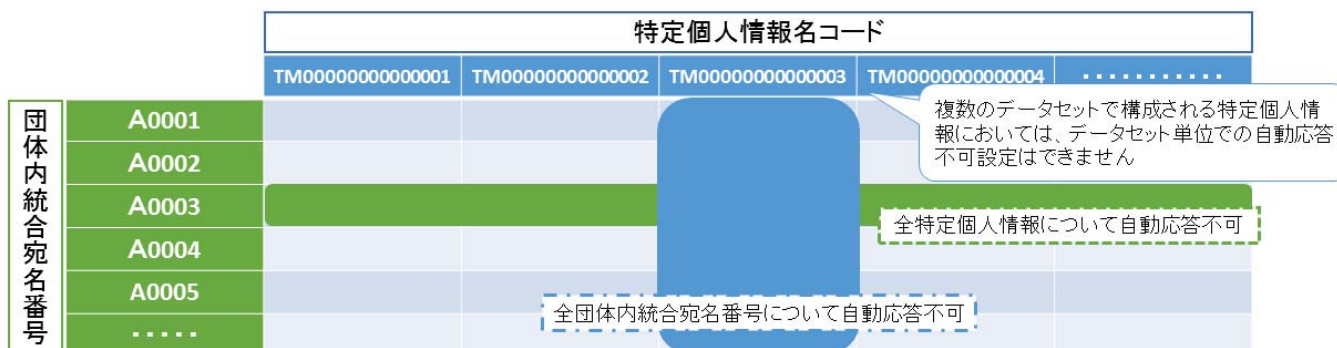 特定個人情報名コード
TM00000000000001 TM00000000000002 TM00000000000003 TM00000000000004 ・・・・・・・・・・・
複数のデータセットで構成される特定個人情
報においては、データセット単位での自動応答
不可設定はできません
団体内統合宛名番号
A0001
A0002
A0003
全特定個人情報について自動応答不可
A0004
A0005
全団体内統合宛名番号について自動応答不可
・・・・・